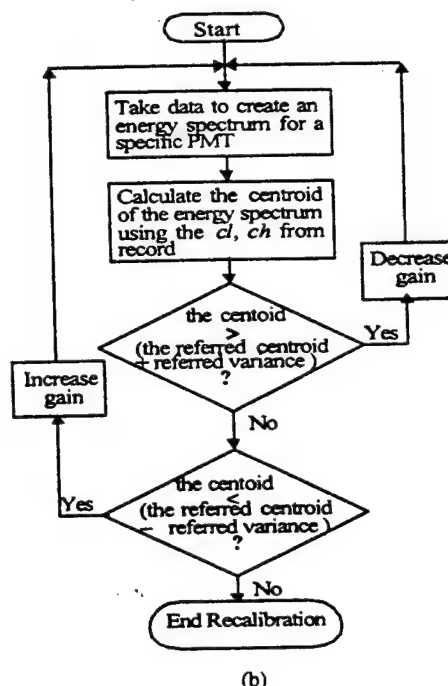 Start
Take data to create an
energy spectrum for a
specific PMT
Calculate the centroid
of the energy spectrum
using the cl, ch from
record
Decrease
gain
the centoid
>
(the referred centroid
+ referred variance)
?
Yes
Increase
gain
No
the centoid
<
(the referred centroid
– referred variance)
?
Yes
No
End Recalibration
(b)